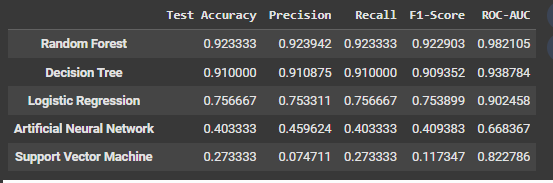 Test Accuracy Precision Recall F1-Score ROC-AUC
Random Forest 0.923333 0.923942 0.923333 0.922903 0.982105
Decision Tree 0.910000 0.910875 0.910000 0.909352 0.938784
Logistic Regression 0.756667 0.753311 0.756667 0.753899 0.902458
Artificial Neural Network 0.403333 0.459624 0.403333 0.409383 0.668367
Support Vector Machine 0.273333 0.074711 0.273333 0.117347 0.822786